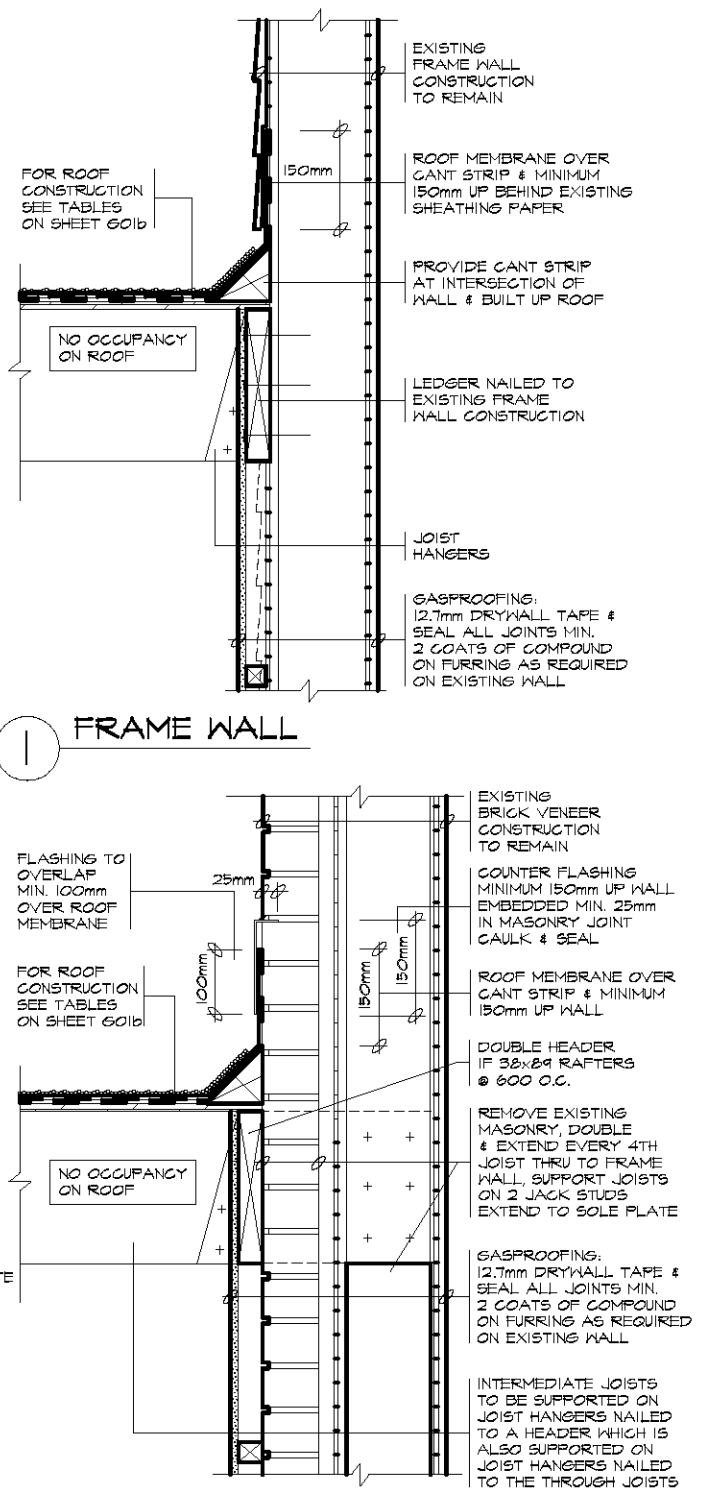 EXISTING
FRAME WALL
CONSTRUCTION
TO REMAIN
150mm
ROOF MEMBRANE OVER
CANT STRIP & MINIMUM
150mm UP BEHIND EXISTING
SHEATHING PAPER
FOR ROOF
CONSTRUCTION
SEE TABLES
ON SHEET G01b
PROVIDE CANT STRIP
AT INTERSECTION OF
WALL & BUILT UP ROOF
NO OCCUPANCY
ON ROOF
LEDGER NAILED TO
EXISTING FRAME
WALL CONSTRUCTION
JOIST
HANGERS
GASPROOFING:
12.7mm DRYWALL TAPE &
SEAL ALL JOINTS MIN.
2 COATS OF COMPOUND
ON FURRING AS REQUIRED
ON EXISTING WALL
1
FRAME WALL
EXISTING
BRICK VENEER
CONSTRUCTION
TO REMAIN
FLASHING TO
OVERLAP
MIN. 100mm
OVER ROOF
MEMBRANE
25mm
COUNTER FLASHING
MINIMUM 150mm UP WALL
EMBEDDED MIN. 25mm
IN MASONRY JOINT
CAULK & SEAL
100mm
150mm
150mm
FOR ROOF
CONSTRUCTION
SEE TABLES
ON SHEET G01b
ROOF MEMBRANE OVER
CANT STRIP & MINIMUM
150mm UP WALL
DOUBLE HEADER
IF 38x89 RAFTERS
@ 600 O.C.
NO OCCUPANCY
ON ROOF
REMOVE EXISTING
MASONRY, DOUBLE
& EXTEND EVERY 4TH
JOIST THRU TO FRAME
WALL, SUPPORT JOISTS
ON 2 JACK STUDS
EXTEND TO SOLE PLATE
GASPROOFING:
12.7mm DRYWALL TAPE &
SEAL ALL JOINTS MIN.
2 COATS OF COMPOUND
ON FURRING AS REQUIRED
ON EXISTING WALL
INTERMEDIATE JOISTS
TO BE SUPPORTED ON
JOIST HANGERS NAILED
TO A HEADER WHICH IS
ALSO SUPPORTED ON
JOIST HANGERS NAILED
TO THE THROUGH JOISTS